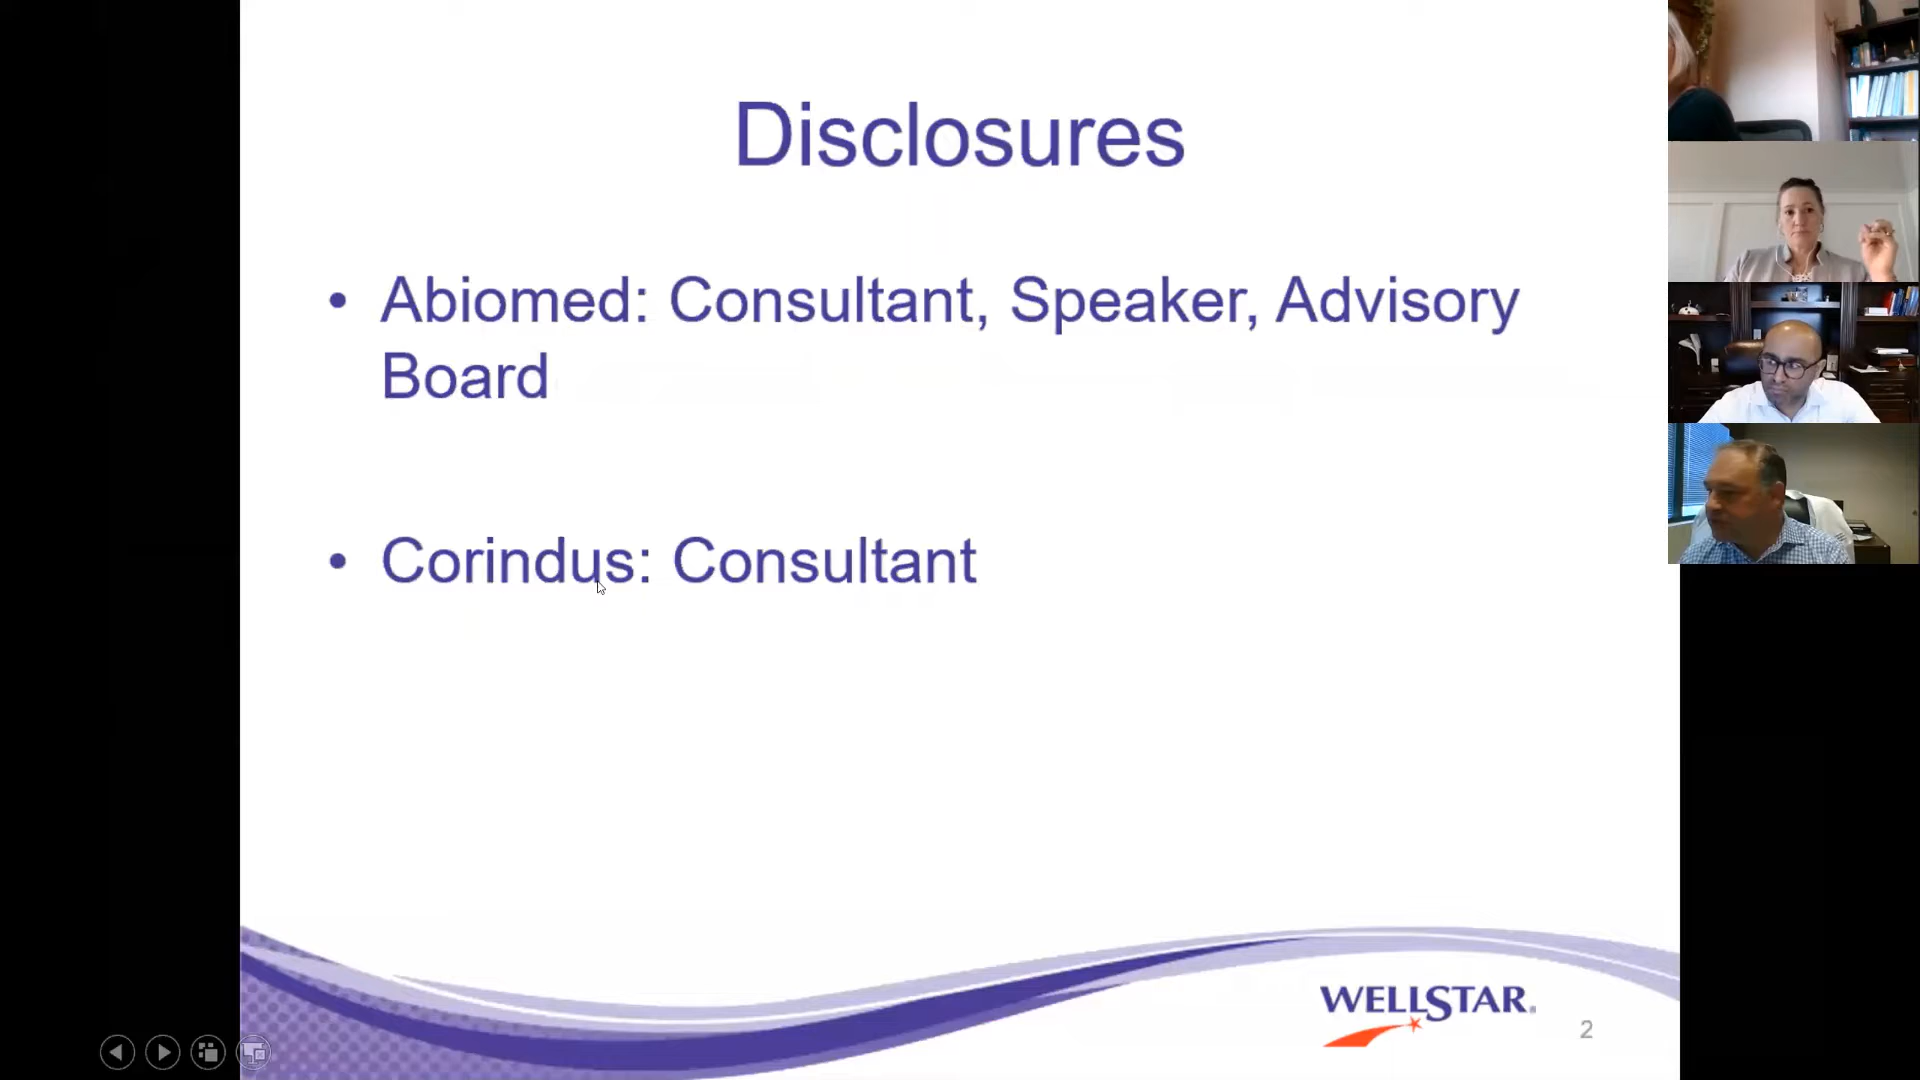 Disclosures
• Abiomed: Consultant, Speaker, Advisory
Board
• Corindus: Consultant
WELLSTAR.
2